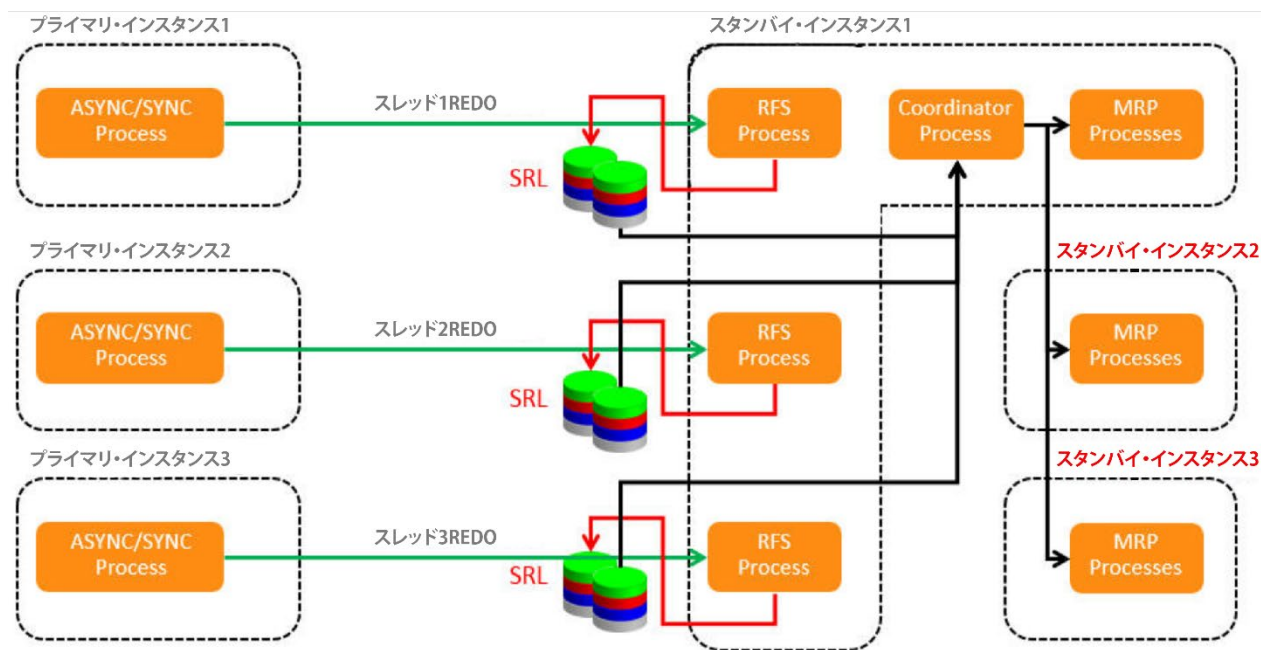 プライマリ・インスタンス1
スタンバイ・インスタンス1
ASYNC/SYNC
Process
スレッド1REDO
RFS
Process
Coordinator
Process
MRP
Processes
SRL
プライマリ・インスタンス2
スタンバイ・インスタンス2
ASYNC/SYNC
Process
スレッド2REDO
RFS
Process
MRP
Processes
SRL
プライマリ・インスタンス3
スタンバイ・インスタンス3
ASYNC/SYNC
Process
スレッド3REDO
RFS
Process
MRP
Processes
SRL